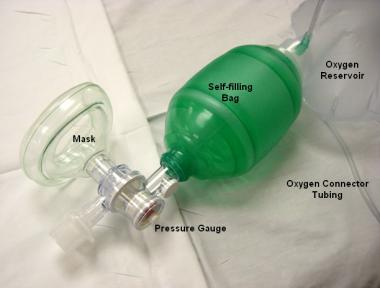 Oxygen
Reservoir
Self-filling
Bag
Mask
Oxygen Connector
Tubing
Pressure Gauge